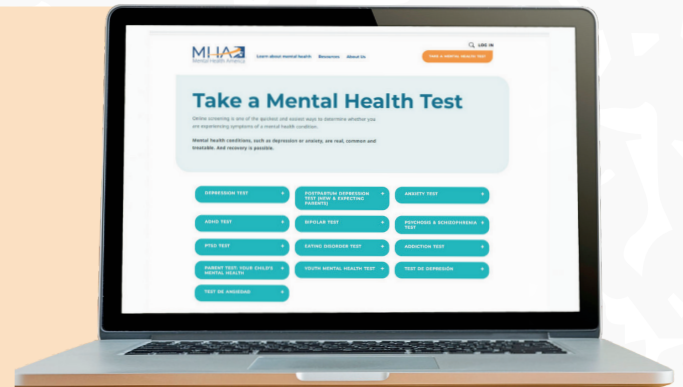 MHA
Mental Health America
Learn about mental health Resources About Us
LOG IN
TAKE A MENTAL HEALTH TEST
Take a Mental Health Test
Online screening is one of the quickest and easiest ways to determine whether you
are experiencing symptoms of a mental health condition.
Mental health conditions, such as depression or anxiety, are real, common and
treatable. And recovery is possible.
DEPRESSION TEST +
POSTPARTUM DEPRESSION +
TEST (NEW & EXPECTING
PARENTS)
ANXIETY TEST +
ADHD TEST +
BIPOLAR TEST +
PSYCHOSIS & SCHIZOPHRENIA +
TEST
PTSD TEST +
EATING DISORDER TEST +
ADDICTION TEST +
PARENT TEST: YOUR CHILD'S +
MENTAL HEALTH
YOUTH MENTAL HEALTH TEST +
TEST DE DEPRESIÓN +
TEST DE ANSIEDAD +